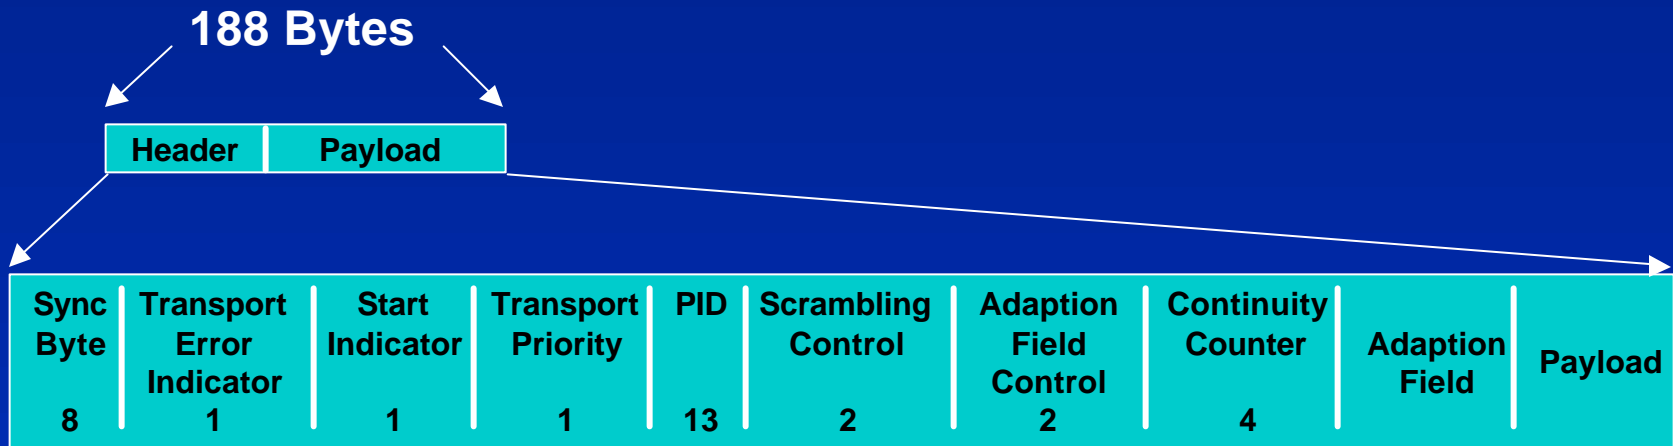 188 Bytes
Header Payload
Sync Byte 8
Transport Error Indicator 1
Start Indicator 1
Transport Priority 1
PID 13
Scrambling Control 2
Adaption Field Control 2
Continuity Counter 4
Adaption Field
Payload